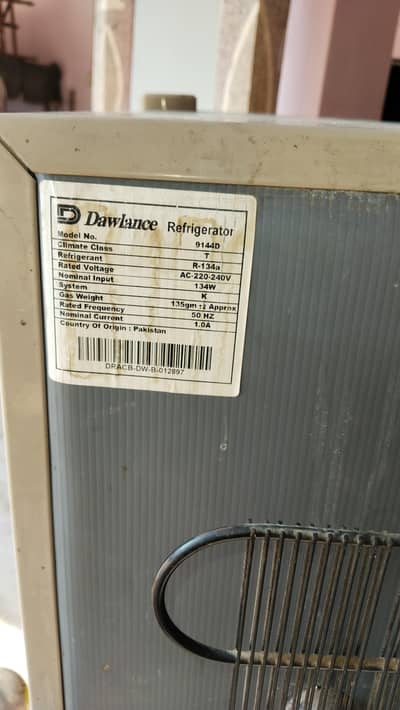 D Dawlance Refrigerator
Model No. 9144D
Climate Class T
Refrigerant R-134a
Rated Voltage AC-220-240V
Nominal Input 134W
System K
Gas Weight 135gm ±2 Approx
Rated Frequency 50 HZ
Nominal Current 1.0A
Country Of Origin : Pakistan
DRACB-DW-B-012897